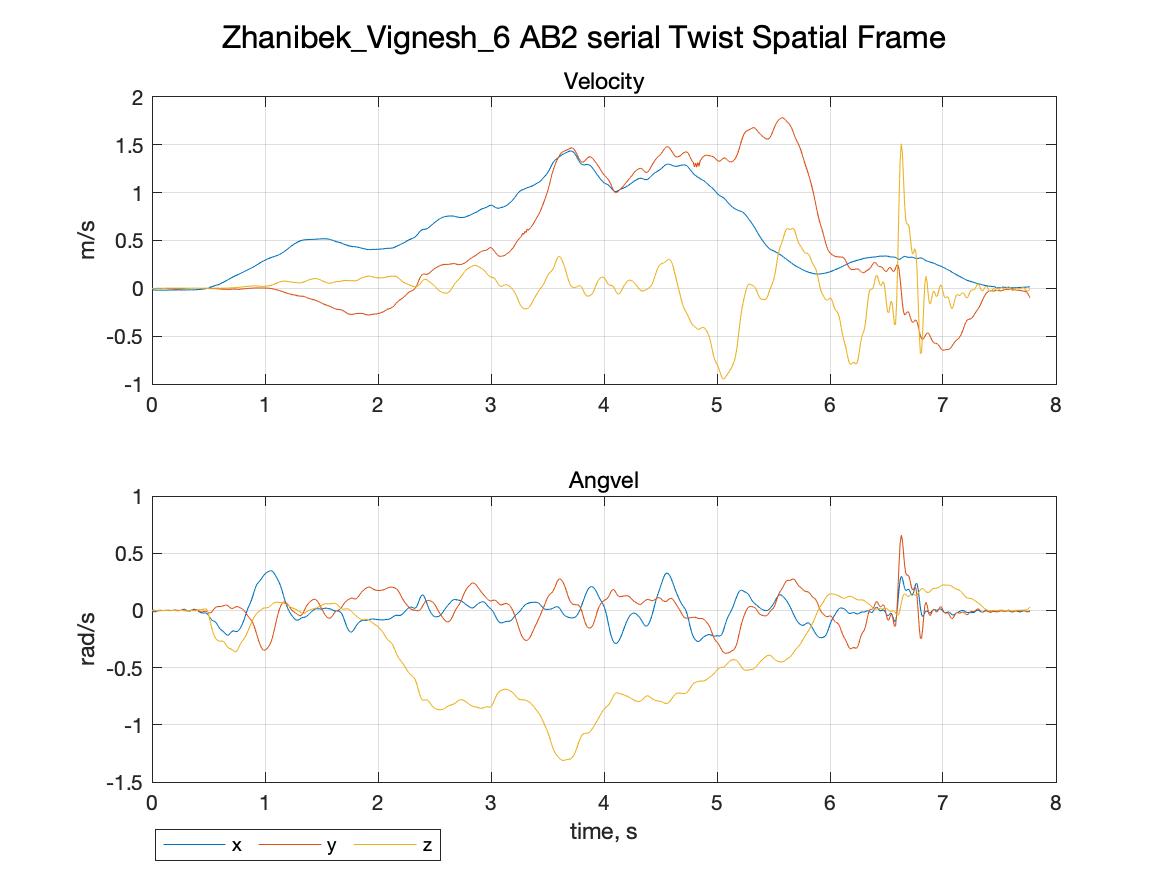 Zhanibek_Vignesh_6 AB2 serial Twist Spatial Frame
Velocity
2
1.5
1
0.5
0
-0.5
-1
m/s
0 1 2 3 4 5 6 7 8
Angvel
1
0.5
0
-0.5
-1
-1.5
rad/s
0 1 2 3 4 5 6 7 8
time, s
x y z